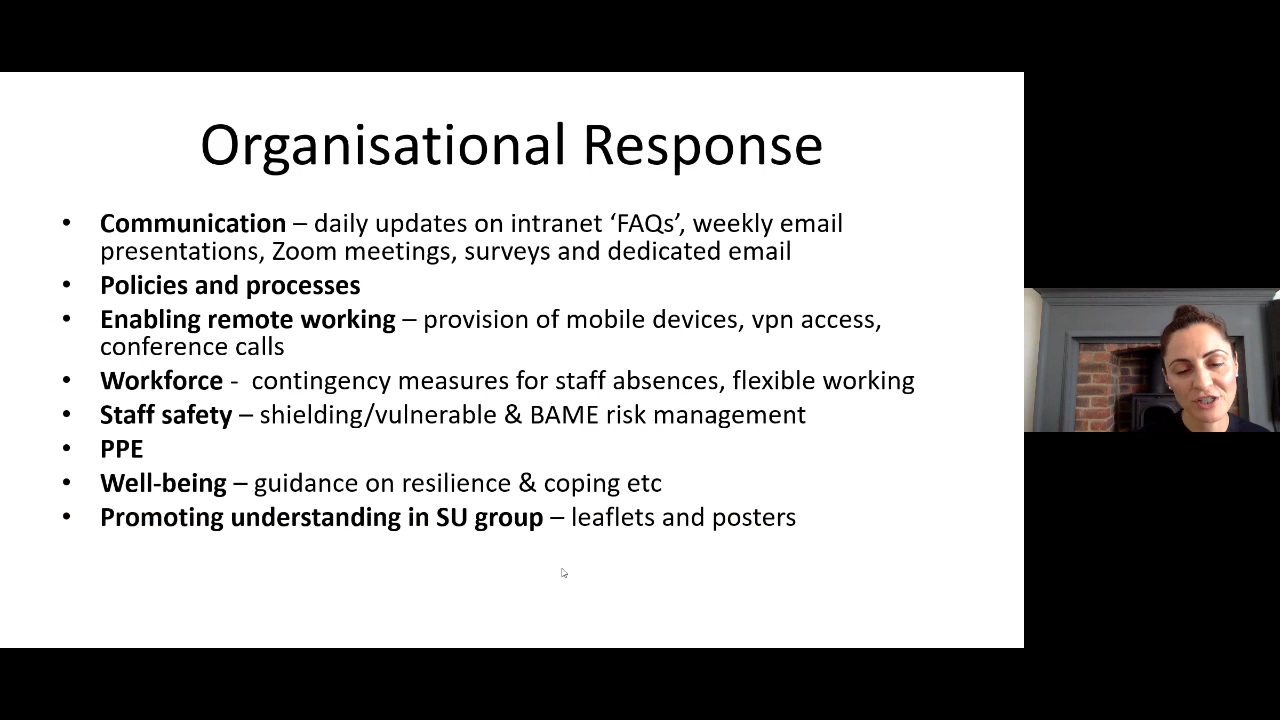 Organisational Response
• Communication – daily updates on intranet ‘FAQs’, weekly email
presentations, Zoom meetings, surveys and dedicated email
• Policies and processes
• Enabling remote working – provision of mobile devices, vpn access,
conference calls
• Workforce -  contingency measures for staff absences, flexible working
• Staff safety – shielding/vulnerable & BAME risk management
• PPE
• Well-being – guidance on resilience & coping etc
• Promoting understanding in SU group – leaflets and posters